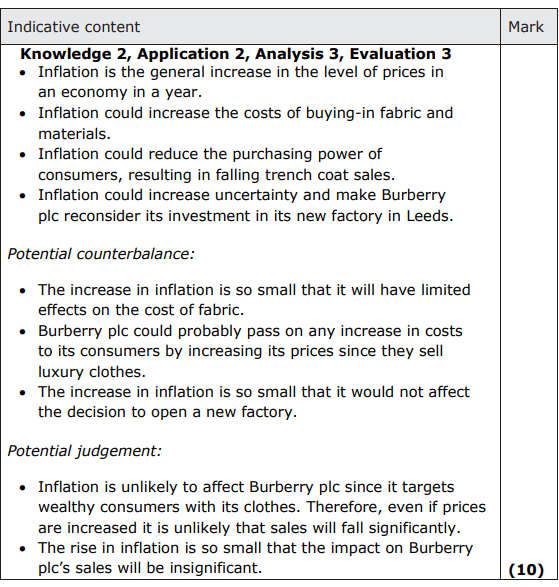 Indicative content Mark
Knowledge 2, Application 2, Analysis 3, Evaluation 3
• Inflation is the general increase in the level of prices in
an economy in a year.
• Inflation could increase the costs of buying-in fabric and
materials.
• Inflation could reduce the purchasing power of
consumers, resulting in falling trench coat sales.
• Inflation could increase uncertainty and make Burberry
plc reconsider its investment in its new factory in Leeds.
Potential counterbalance:
• The increase in inflation is so small that it will have limited
effects on the cost of fabric.
• Burberry plc could probably pass on any increase in costs
to its consumers by increasing its prices since they sell
luxury clothes.
• The increase in inflation is so small that it would not affect
the decision to open a new factory.
Potential judgement:
• Inflation is unlikely to affect Burberry plc since it targets
wealthy consumers with its clothes. Therefore, even if prices
are increased it is unlikely that sales will fall significantly.
• The rise in inflation is so small that the impact on Burberry
plc's sales will be insignificant. (10)